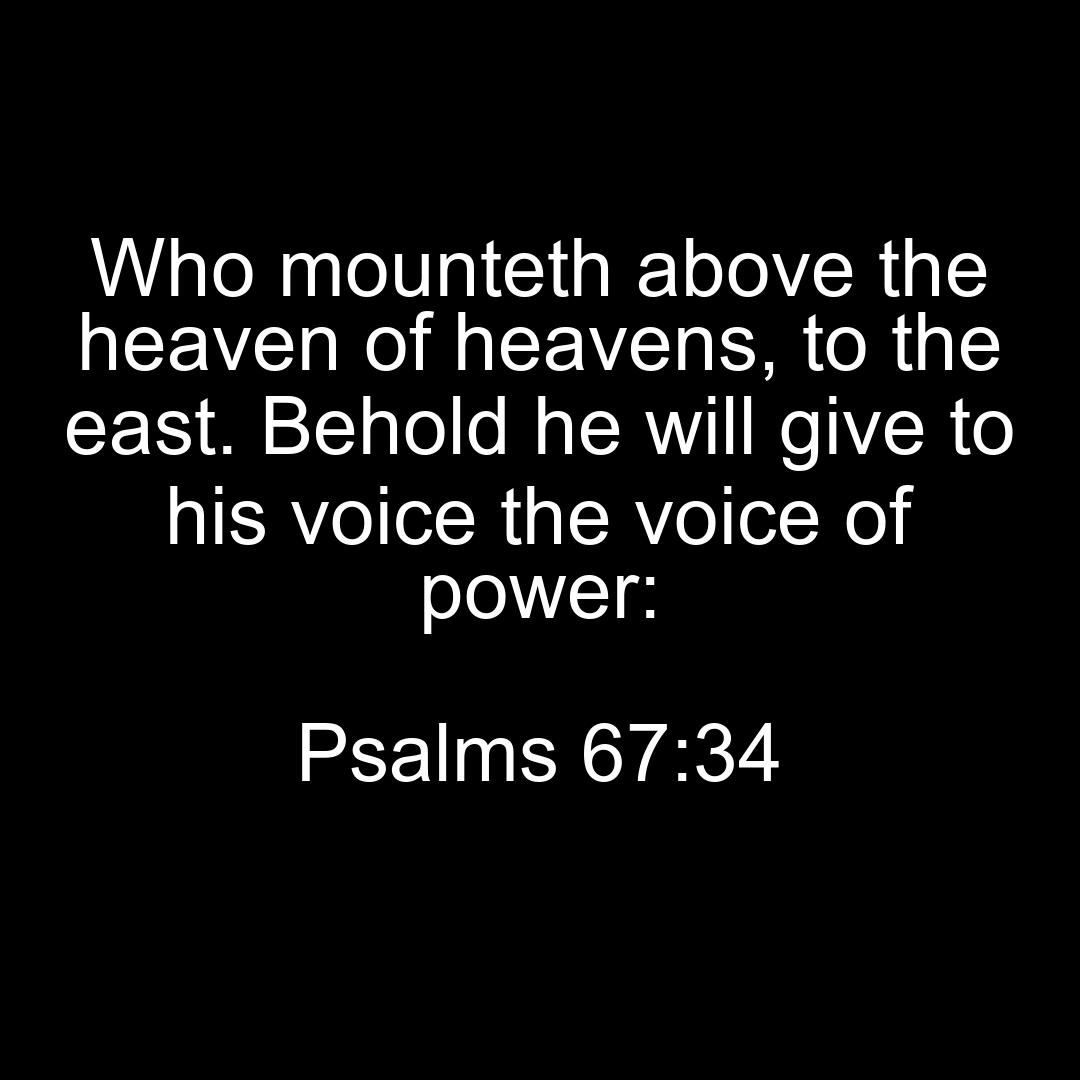 Who mounteth above the
heaven of heavens, to the
east. Behold he will give to
his voice the voice of
power:
Psalms 67:34